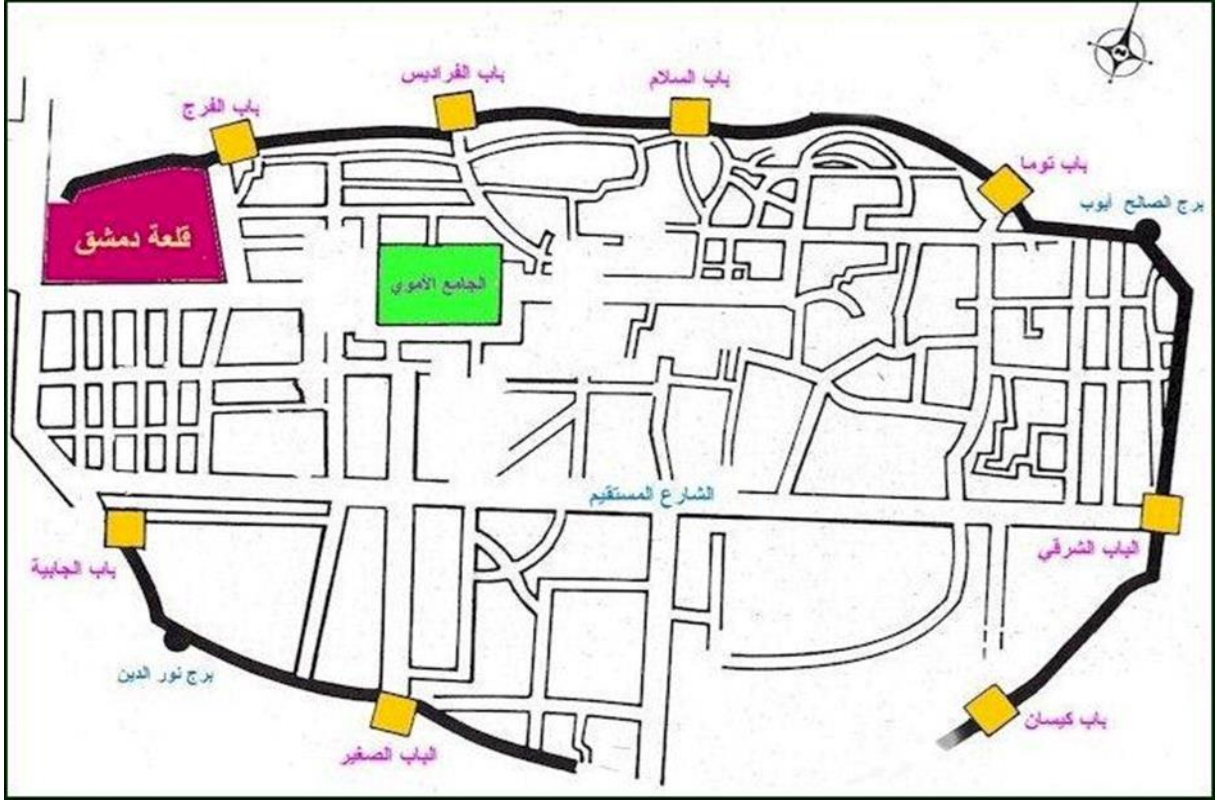 باب السلام
باب الفراديس
باب الفرج
باب توما
برج الصالح أيوب
قلعة دمشق
الجامع الأموي
الشارع المستقيم
الباب الشرقي
باب الجابية
برج نور الدين
باب كيسان
الباب الصغير